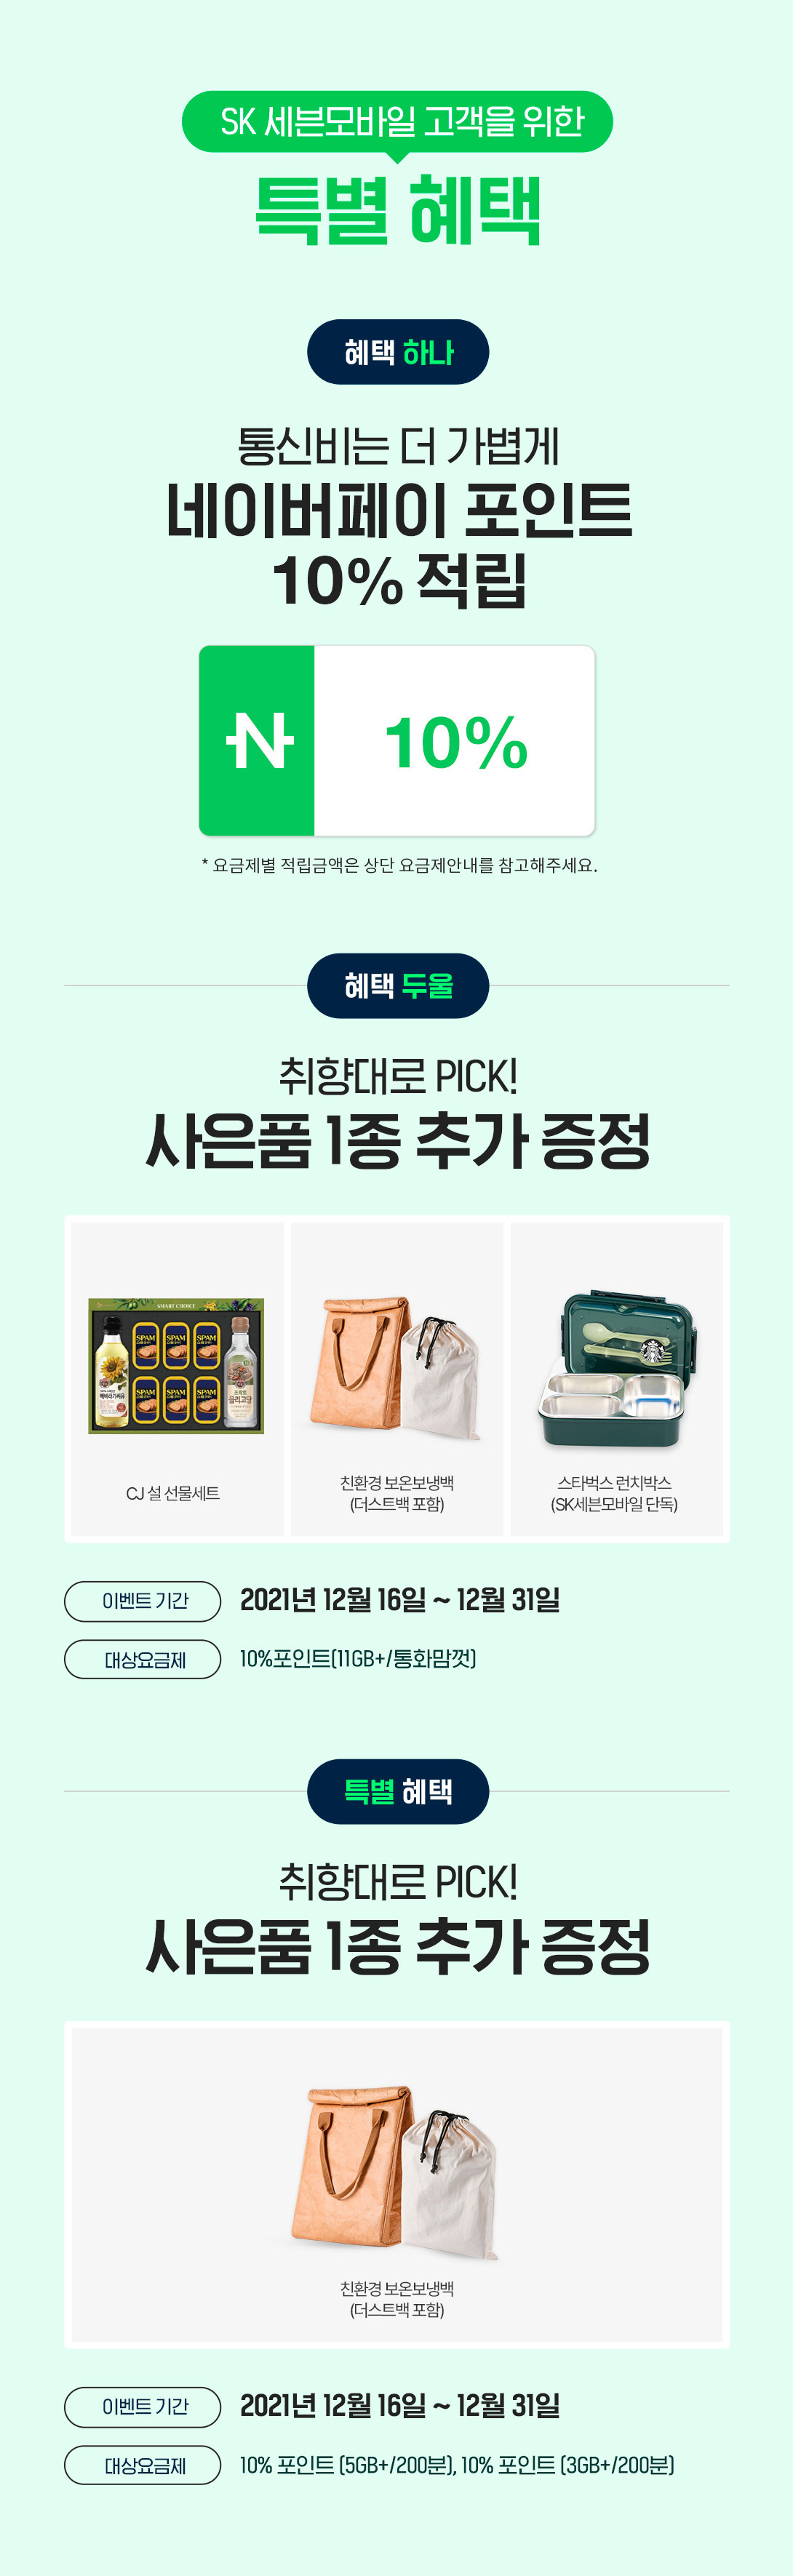 SK 세븐모바일 고객을 위한
특별 혜택
혜택 하나
통신비는 더 가볍게
네이버페이 포인트
10% 적립
N 10%
* 요금제별 적립금액은 상단 요금제안내를 참고해주세요.
혜택 두울
취향대로 PICK!
사은품 1종 추가 증정
SMART CHOICE
SPAM SPAM SPAM
SPAM SPAM SPAM
CJ 설 선물세트
친환경 보온보냉백
(더스트백 포함)
스타벅스 런치박스
(SK세븐모바일 단독)
이벤트 기간 2021년 12월 16일 ~ 12월 31일
대상요금제 10%포인트(11GB+/통화맘껏)
특별 혜택
취향대로 PICK!
사은품 1종 추가 증정
친환경 보온보냉백
(더스트백 포함)
이벤트 기간 2021년 12월 16일 ~ 12월 31일
대상요금제 10% 포인트 (5GB+/200분), 10% 포인트 (3GB+/200분)